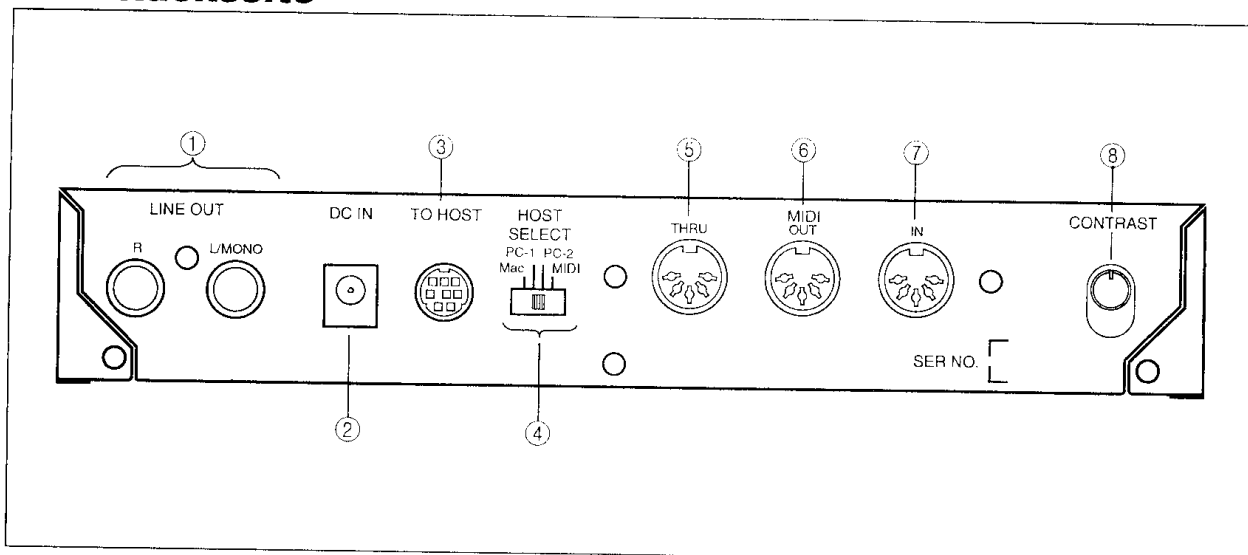 ① ③ ⑤ ⑥ ⑦ ⑧
LINE OUT DC IN TO HOST HOST SELECT THRU MIDI OUT IN CONTRAST
R L/MONO PC-1 PC-2
Mac MIDI
SER NO.
② ④